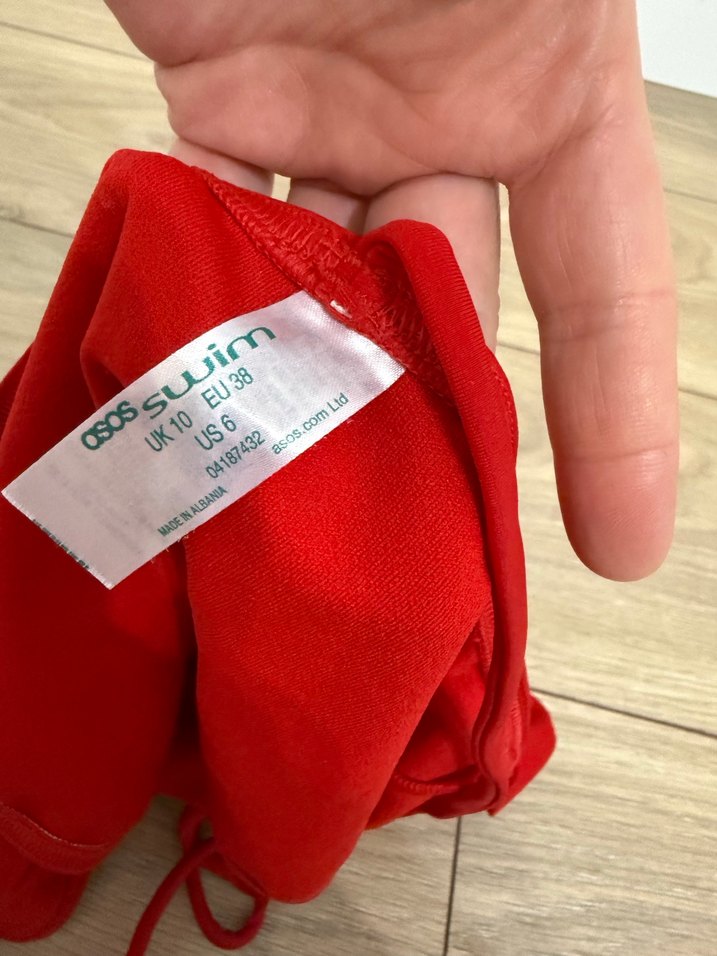 asos swim
UK 10 EU 38
US 6
04187432
asos.com Ltd
MADE IN ALBANIA